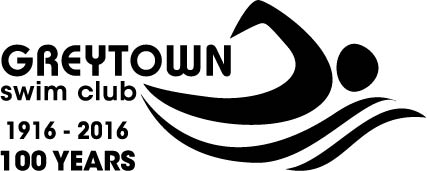 GREYTOWN
swim club
1916 - 2016
100 YEARS